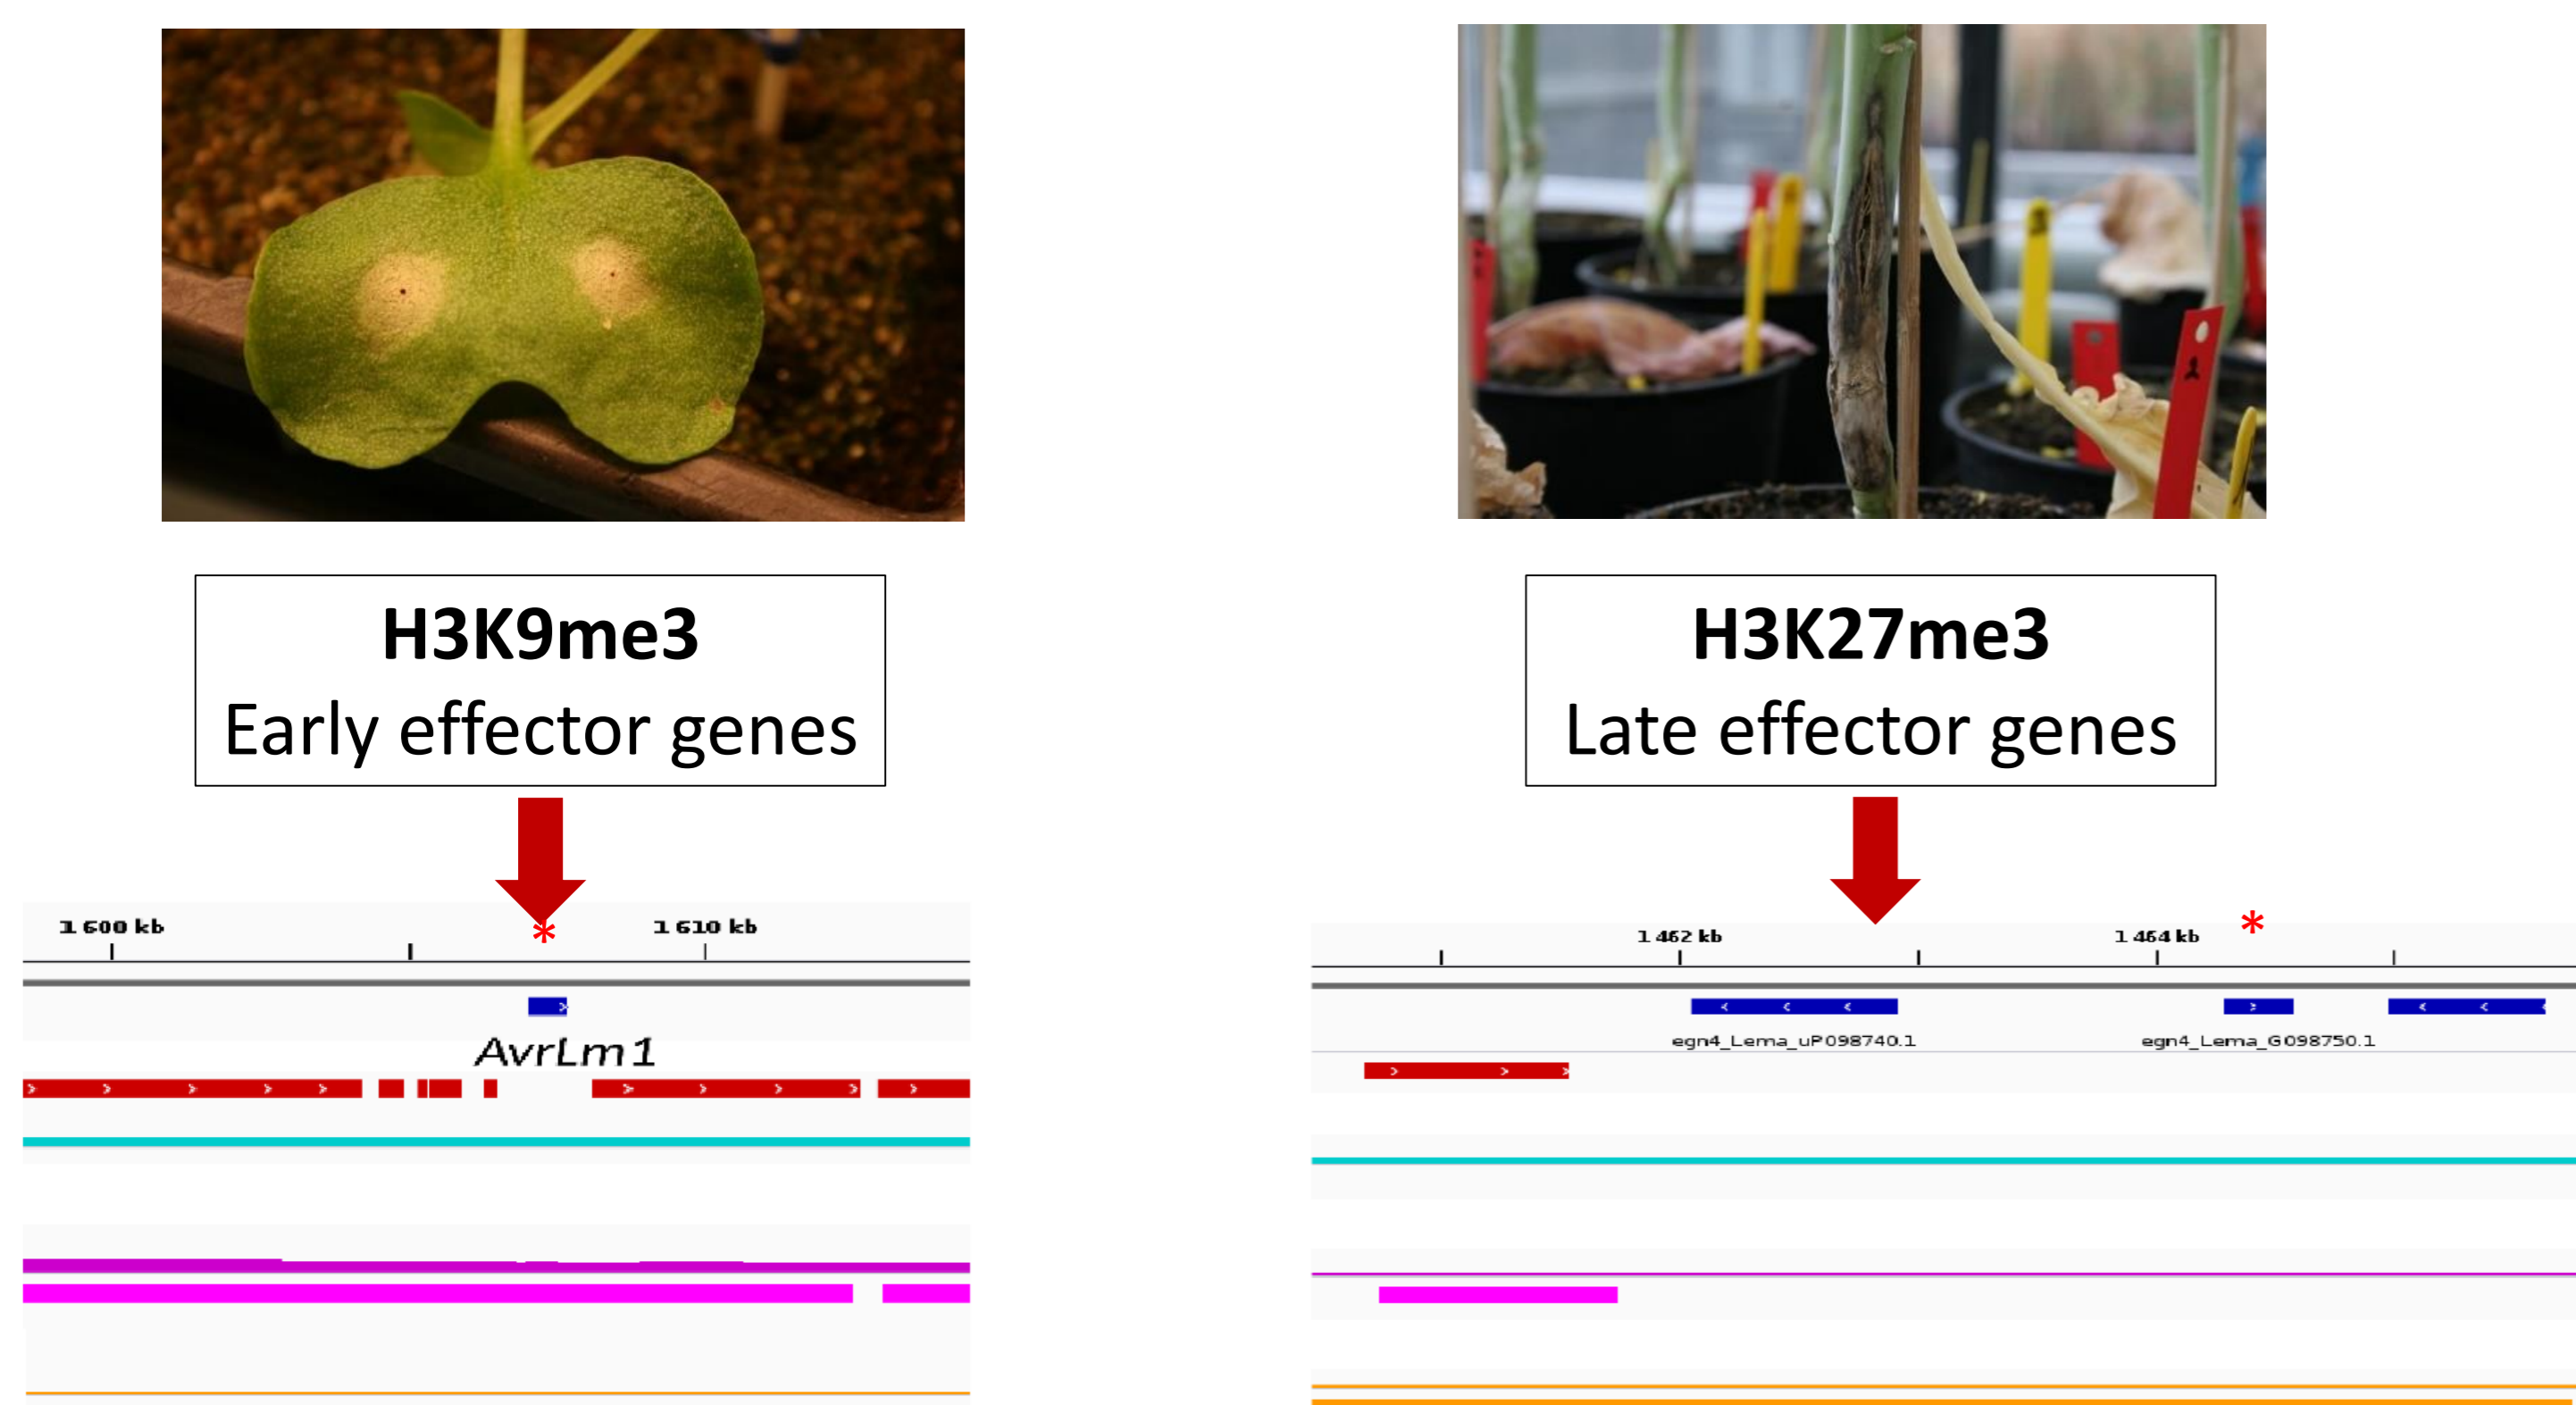 H3K9me3
Early effector genes
H3K27me3
Late effector genes
*
1 600 kb
1 610 kb
AvrLm1
*
1 462 kb
1 464 kb
egn4_Lema_uP098740.1
egn4_Lema_G098750.1